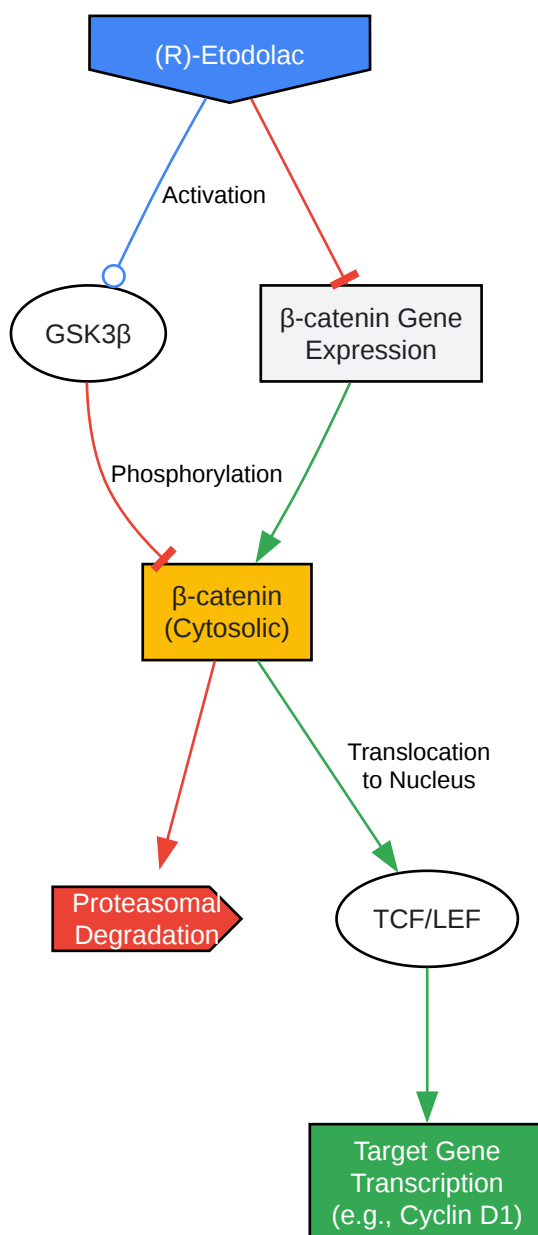 (R)-Etodolac
Activation
GSK3β
β-catenin Gene
Expression
Phosphorylation
β-catenin
(Cytosolic)
Translocation
to Nucleus
Proteasomal
Degradation
TCF/LEF
Target Gene
Transcription
(e.g., Cyclin D1)